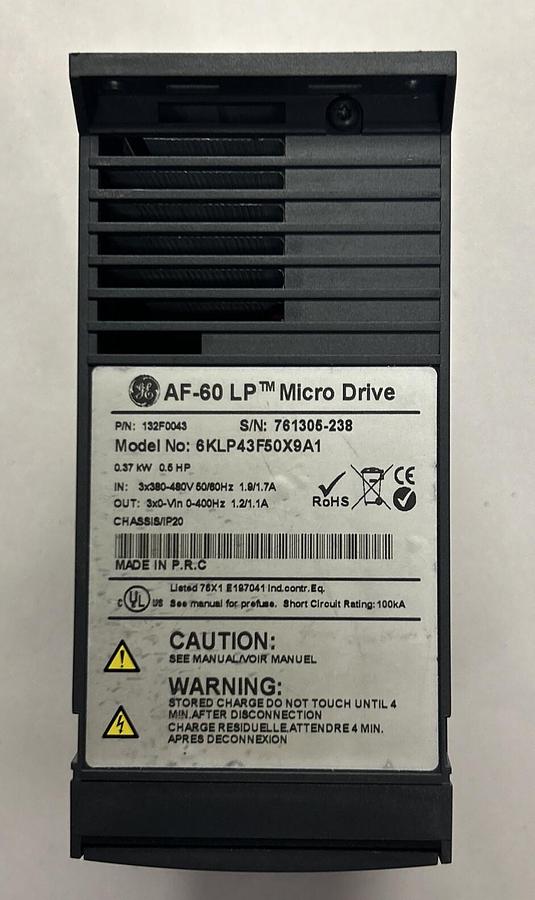 GE AF-60 LP™ Micro Drive
P/N: 132F0043 S/N: 761305-238
Model No: 6KLP43F50X9A1
0.37 kW 0.5 HP
IN: 3x380-480V 50/60Hz 1.9/1.7A
OUT: 3x0-Vin 0-400Hz 1.2/1.1A
CHASSIS/IP20
RoHS CE
MADE IN P.R.C
Listed 76X1 E197041 Ind.contr.Eq.
c UL us See manual for prefuse. Short Circuit Rating: 100kA
CAUTION:
SEE MANUAL/VOIR MANUEL
WARNING:
STORED CHARGE DO NOT TOUCH UNTIL 4
MIN.AFTER DISCONNECTION
CHARGE RESIDUELLE,ATTENDRE 4 MIN.
APRES DECONNEXION